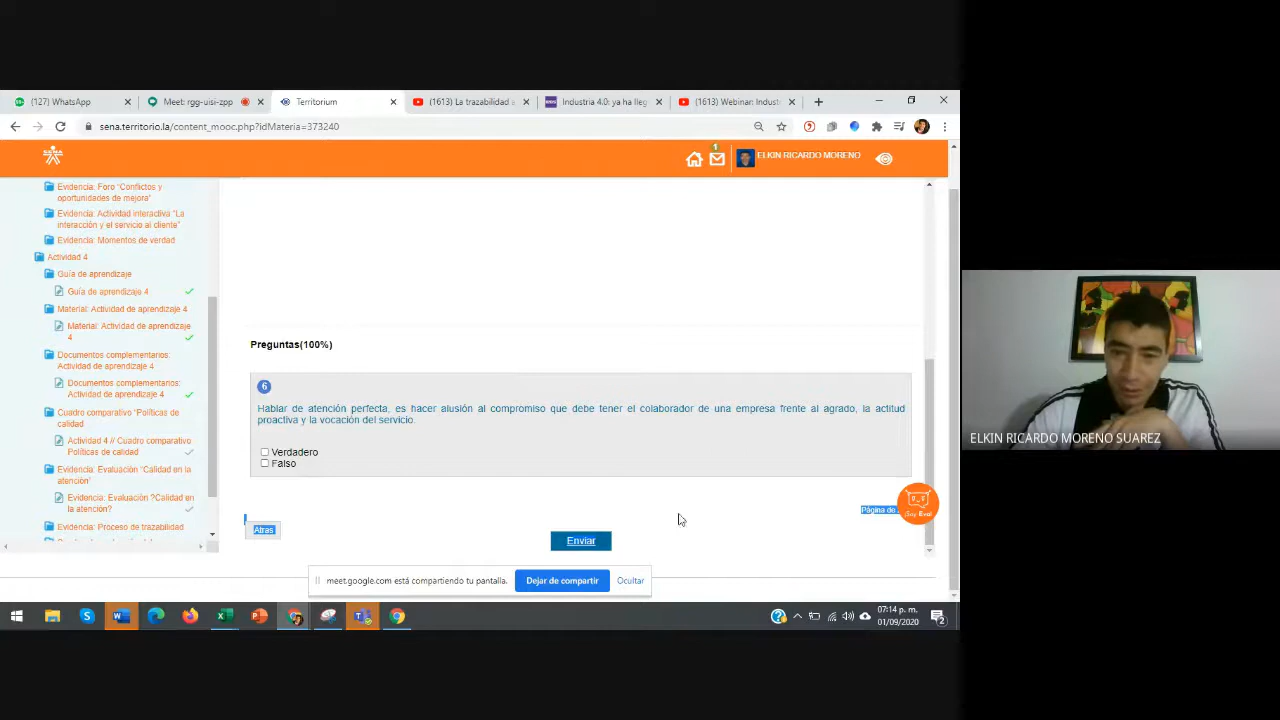 (127) WhatsApp
Meet: rgg-uisi-zpp
Territorium
(1613) La trazabilidad
(1613) Webinar: Indust
Industria 4.0: ya ha lleg
sena.territorio.la/content_mooc.php?idMateria=373240
SENA
1
ELKIN RICARDO MORENO
Evidencia: Foro "Conflictos y
oportunidades de mejora"
Evidencia: Actividad interactiva "La
interacción y el servicio al cliente"
Evidencia: Momentos de verdad
Actividad 4
Guía de aprendizaje
Guía de aprendizaje 4
Material: Actividad de aprendizaje 4
Material: Actividad de aprendizaje
4
Documentos complementarios:
Actividad de aprendizaje 4
Documentos complementarios:
Actividad de aprendizaje 4
Cuadro comparativo "Políticas de
calidad
Actividad 4 // Cuadro comparativo
Políticas de calidad
Evidencia: Evaluación "Calidad en la
atención"
Evidencia: Evaluación ?Calidad en
la atención?
Evidencia: Proceso de trazabilidad
Preguntas(100%)
6
Hablar de atención perfecta, es hacer alusión al compromiso que debe tener el colaborador de una empresa frente al agrado, la actitud
proactiva y la vocación del servicio.
Verdadero
Falso
Página de
¡Soy Eva!
Atras
Enviar
meet.google.com está compartiendo tu pantalla.
Dejar de compartir
Ocultar
07:14 p. m.
01/09/2020
2
ELKIN RICARDO MORENO SUAREZ